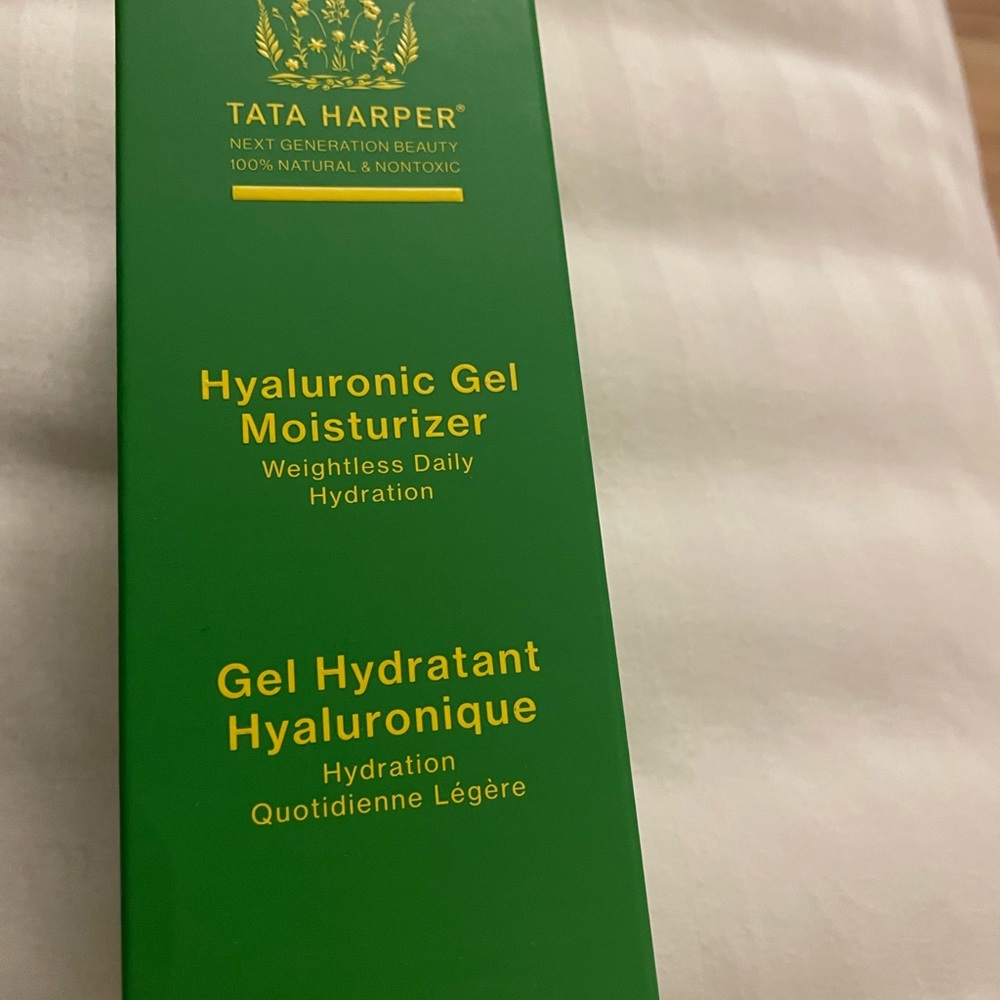 TATA HARPER®
NEXT GENERATION BEAUTY
100% NATURAL & NONTOXIC
Hyaluronic Gel
Moisturizer
Weightless Daily
Hydration
Gel Hydratant
Hyaluronique
Hydration
Quotidienne Légère